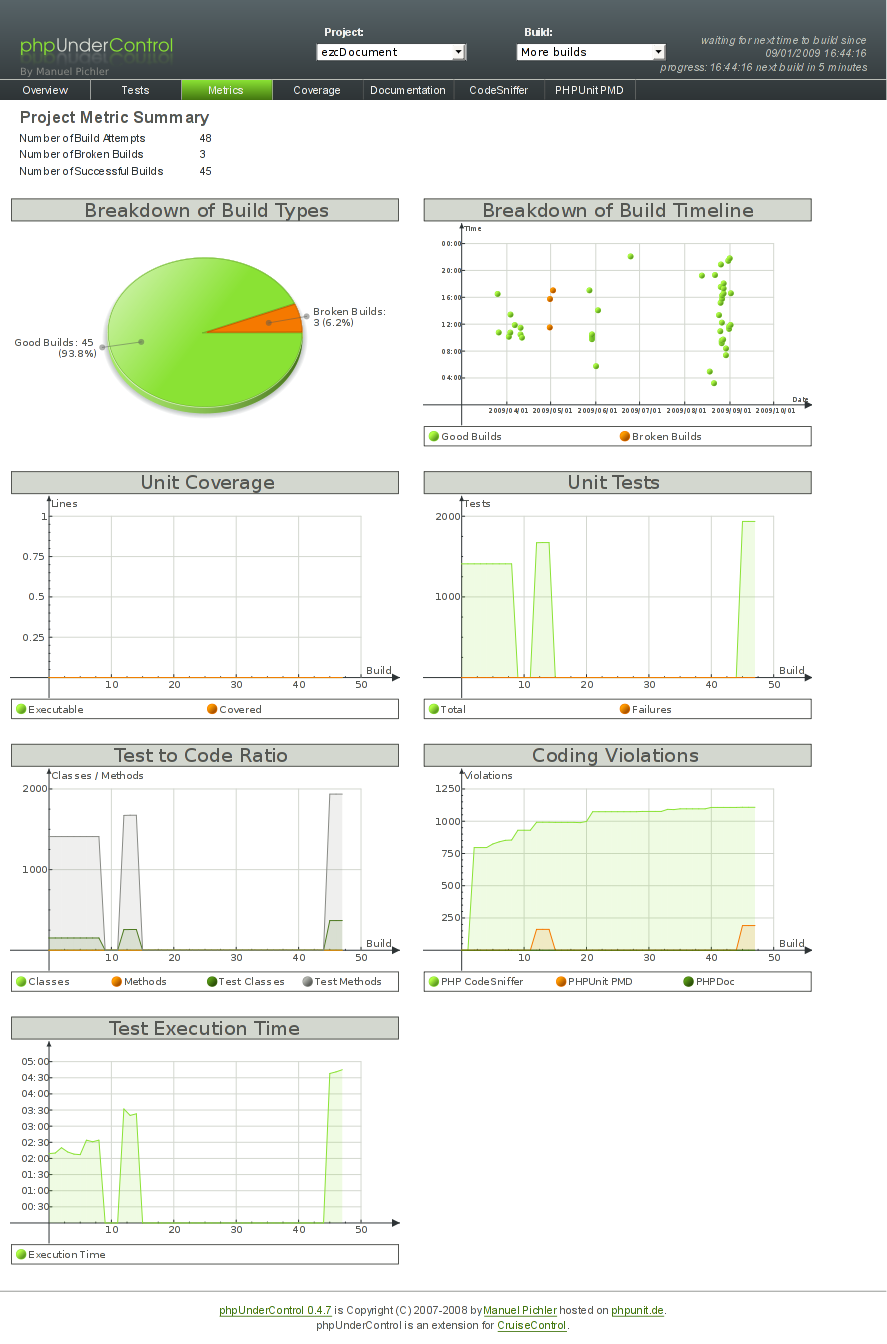 phpUnderControl
By Manuel Pichler
Project:
ezcDocument
Build:
More builds
waiting for next time to build since
09/01/2009 16:44:16
progress: 16:44:16 next build in 5 minutes
Overview Tests Metrics Coverage Documentation CodeSniffer PHPUnit PMD
Project Metric Summary
Number of Build Attempts 48
Number of Broken Builds 3
Number of Successful Builds 45
Breakdown of Build Types
Broken Builds:
3 (6.2%)
Good Builds: 45
(93.8%)
Breakdown of Build Timeline
Time
00:00
20:00
16:00
12:00
08:00
04:00
Date
2009/04/01 2009/05/01 2009/06/01 2009/07/01 2009/08/01 2009/09/01 2009/10/01
Good Builds Broken Builds
Unit Coverage
Lines
1
0.75
0.5
0.25
Build
10 20 30 40 50
Executable Covered
Unit Tests
Tests
2000
1000
Build
10 20 30 40 50
Total Failures
Test to Code Ratio
Classes / Methods
2000
1000
Build
10 20 30 40 50
Classes Methods Test Classes Test Methods
Coding Violations
Violations
1250
1000
750
500
250
Build
10 20 30 40 50
PHP CodeSniffer PHPUnit PMD PHPDoc
Test Execution Time
05:00
04:30
04:00
03:30
03:00
02:30
02:00
01:30
01:00
00:30
10 20 30 40 50
Execution Time
phpUnderControl 0.4.7 is Copyright (C) 2007-2008 by Manuel Pichler hosted on phpunit.de.
phpUnderControl is an extension for CruiseControl.